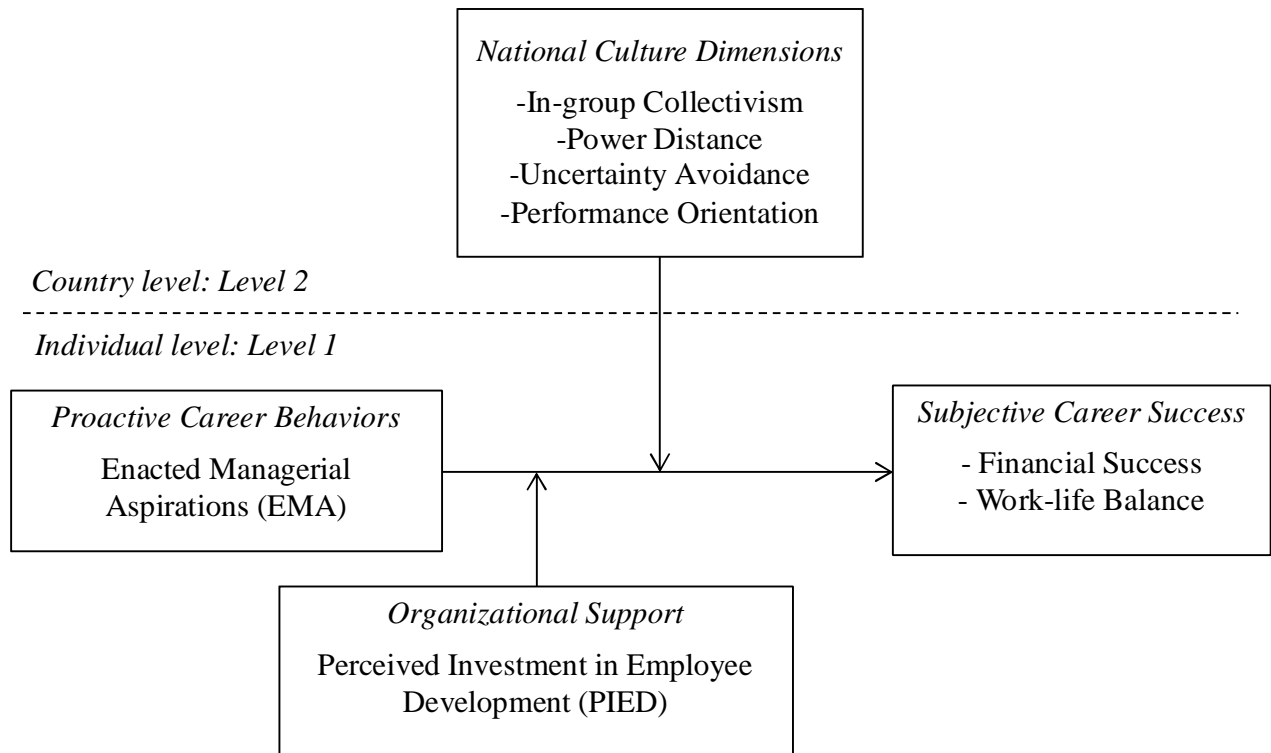 National Culture Dimensions
-In-group Collectivism
-Power Distance
-Uncertainty Avoidance
-Performance Orientation
Country level: Level 2
Individual level: Level 1
Proactive Career Behaviors
Enacted Managerial
Aspirations (EMA)
Subjective Career Success
- Financial Success
- Work-life Balance
Organizational Support
Perceived Investment in Employee
Development (PIED)